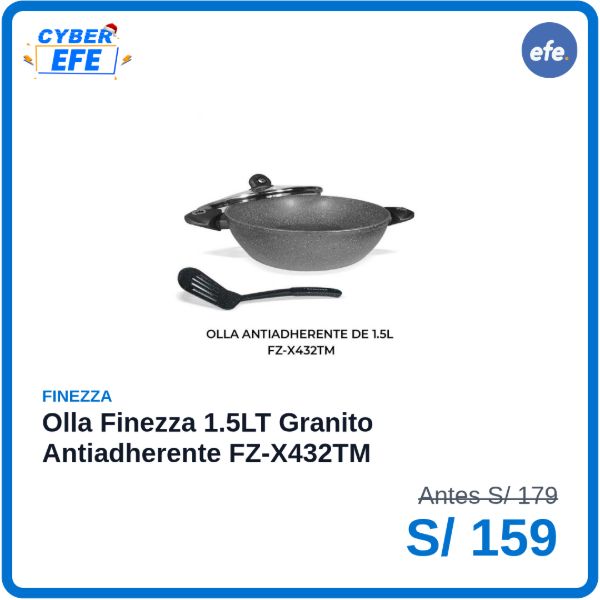 CYBER
EFE
efe.
OLLA ANTIADHERENTE DE 1.5L
FZ-X432TM
FINEZZA
Olla Finezza 1.5LT Granito
Antiadherente FZ-X432TM
Antes S/ 179
S/ 159